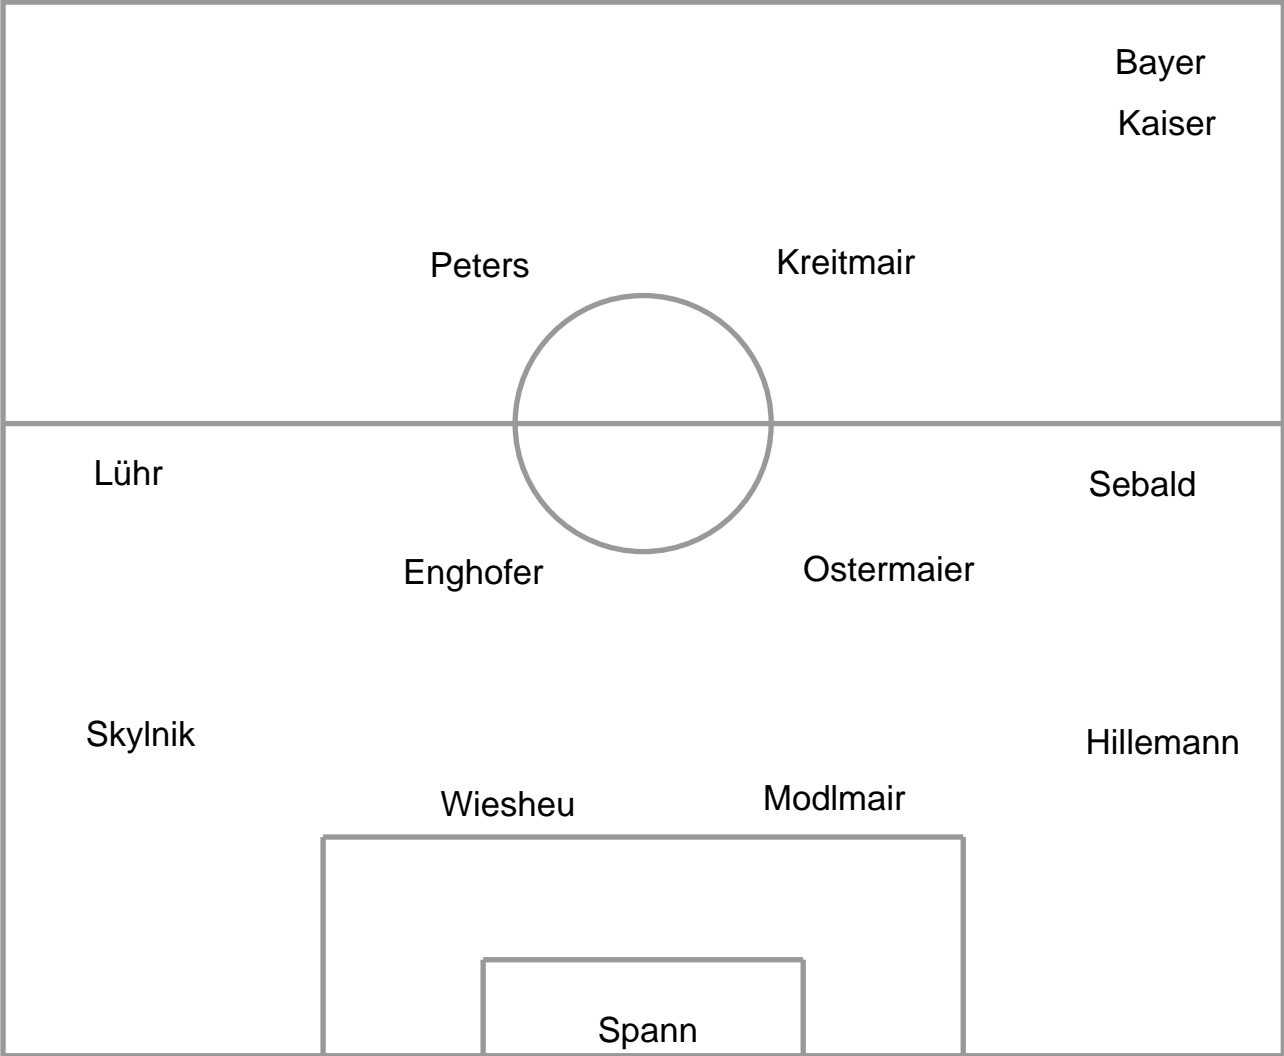 Bayer
Kaiser
Peters
Kreitmair
Lühr
Sebald
Enghofer
Ostermaier
Skylnik
Hillemann
Wiesheu
Modlmair
Spann